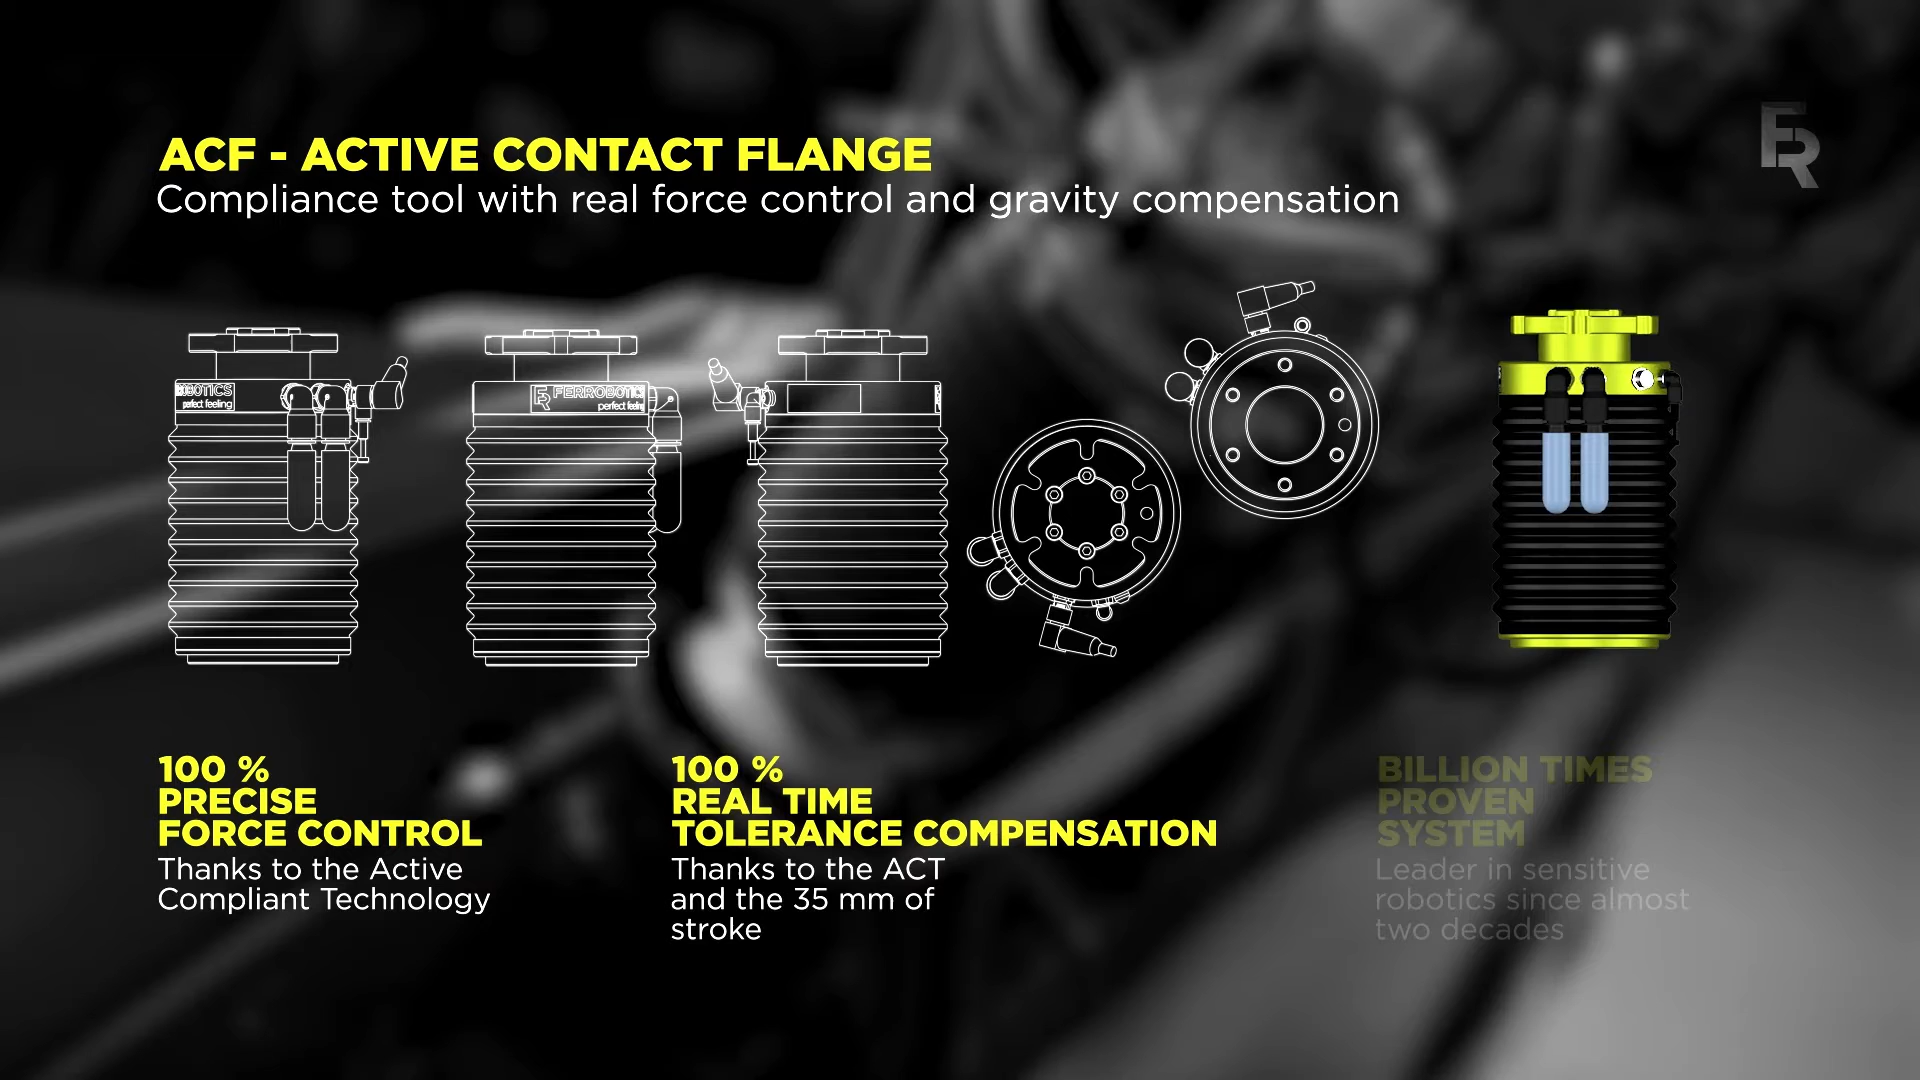 ACF - ACTIVE CONTACT FLANGE
Compliance tool with real force control and gravity compensation
ER
ROBOTICS
perfect feeling
FERROBOTICS
perfect feeling
100 %
PRECISE
FORCE CONTROL
Thanks to the Active
Compliant Technology
100 %
REAL TIME
TOLERANCE COMPENSATION
Thanks to the ACT
and the 35 mm of
stroke
BILLION TIMES
PROVEN
SYSTEM
Leader in sensitive
robotics since almost
two decades